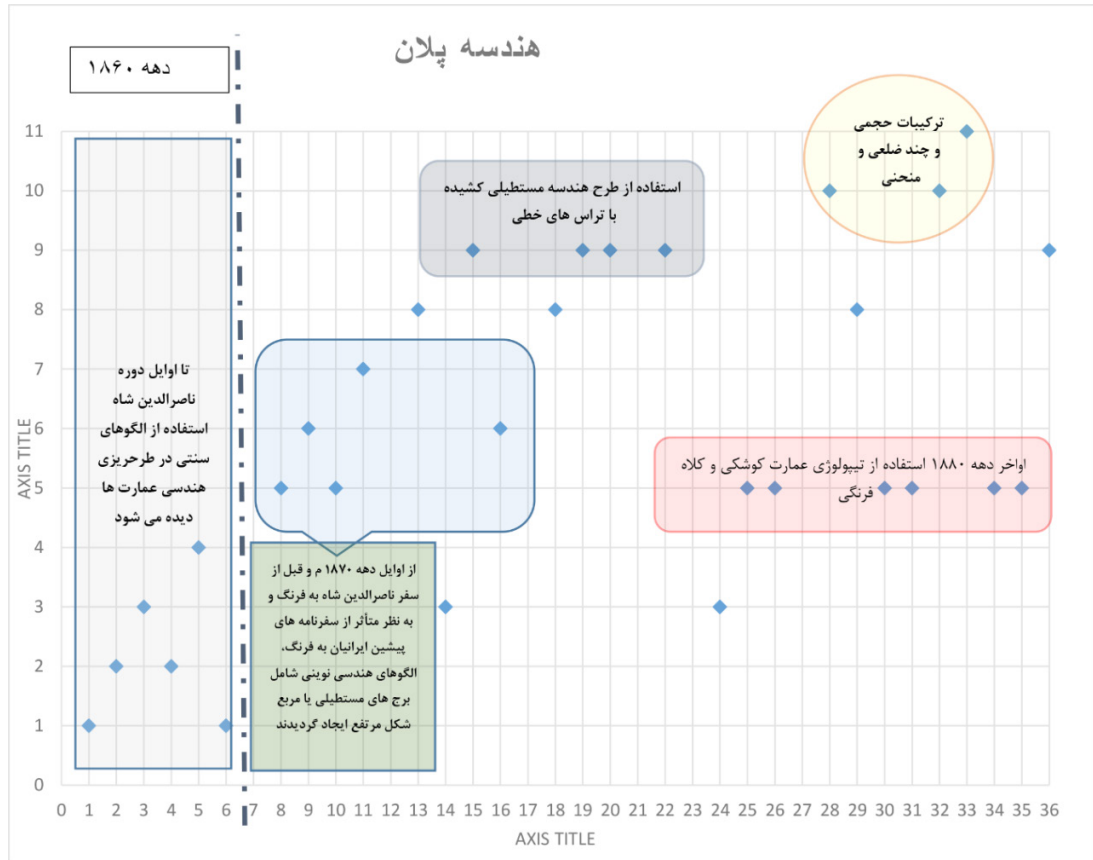 هندسه پلان
دهه ۱۸۶۰
ترکیبات حجمی
و چند ضلعی و
منحنی
استفاده از طرح هندسه مستطیلی کشیده
با تراس های خطی
تا اوایل دوره
ناصرالدین شاه
استفاده از الگوهای
سنتی در طرحریزی
هندسی عمارت ها
دیده می شود
اواخر دهه ۱۸۸۰ استفاده از تیپولوژی عمارت کوشکی و کلاه
فرنگی
از اوایل دهه ۱۸۷۰ م و قبل از
سفر ناصرالدین شاه به فرنگ و
به نظر متأثر از سفرنامه های
پیشین ایرانیان به فرنگ،
الگوهای هندسی نوینی شامل
برج های مستطیلی یا مربع
شکل مرتفع ایجاد گردیدند
AXIS TITLE
11
10
9
8
7
6
5
4
3
2
1
0
0 1 2 3 4 5 6 7 8 9 10 11 12 13 14 15 16 17 18 19 20 21 22 23 24 25 26 27 28 29 30 31 32 33 34 35 36
AXIS TITLE